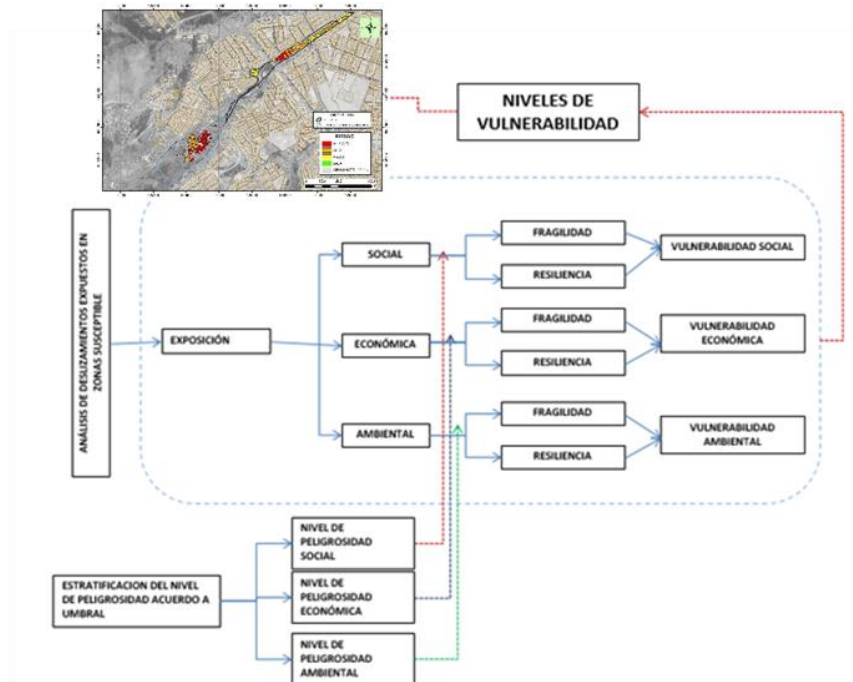 NIVELES DE
VULNERABILIDAD
ANÁLISIS DE DESLIZAMIENTOS EXPUESTOS EN
ZONAS SUSCEPTIBLE
EXPOSICIÓN
SOCIAL
FRAGILIDAD
RESILIENCIA
VULNERABILIDAD SOCIAL
ECONÓMICA
FRAGILIDAD
RESILIENCIA
VULNERABILIDAD
ECONÓMICA
AMBIENTAL
FRAGILIDAD
RESILIENCIA
VULNERABILIDAD
AMBIENTAL
ESTRATIFICACION DEL NIVEL
DE PELIGROSIDAD ACUERDO A
UMBRAL
NIVEL DE
PELIGROSIDAD
SOCIAL
NIVEL DE
PELIGROSIDAD
ECONÓMICA
NIVEL DE
PELIGROSIDAD
AMBIENTAL